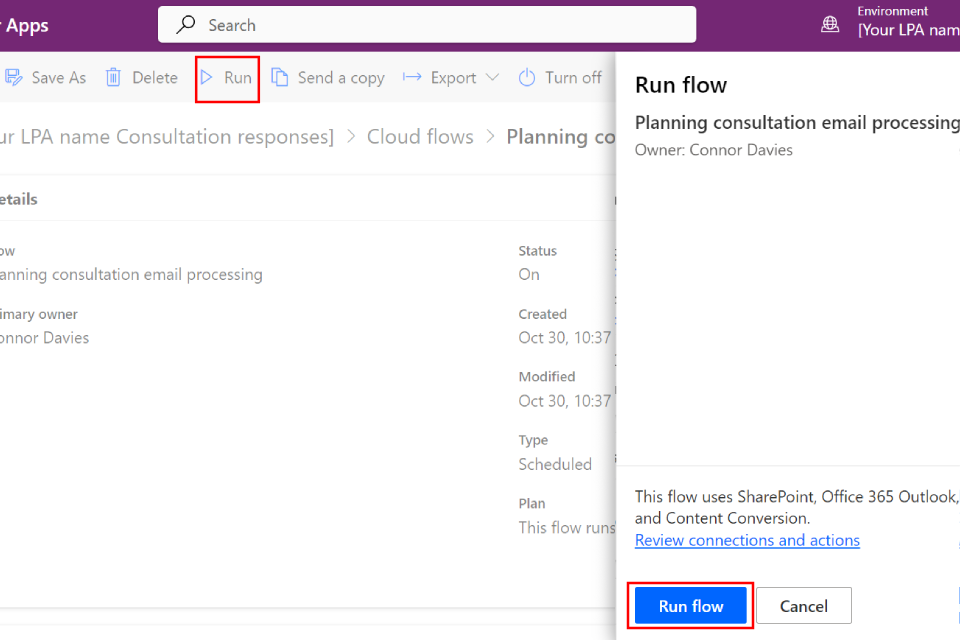 Apps
Search
Environment
[Your LPA nam
Save As
Delete
Run
Send a copy
Export
Turn off
ur LPA name Consultation responses] > Cloud flows > Planning co
etails
ow
anning consultation email processing
imary owner
onnor Davies
Status
On
Created
Oct 30, 10:37
Modified
Oct 30, 10:37
Type
Scheduled
Plan
This flow runs
Run flow
Planning consultation email processing
Owner: Connor Davies
This flow uses SharePoint, Office 365 Outlook,
and Content Conversion.
Review connections and actions
Run flow
Cancel